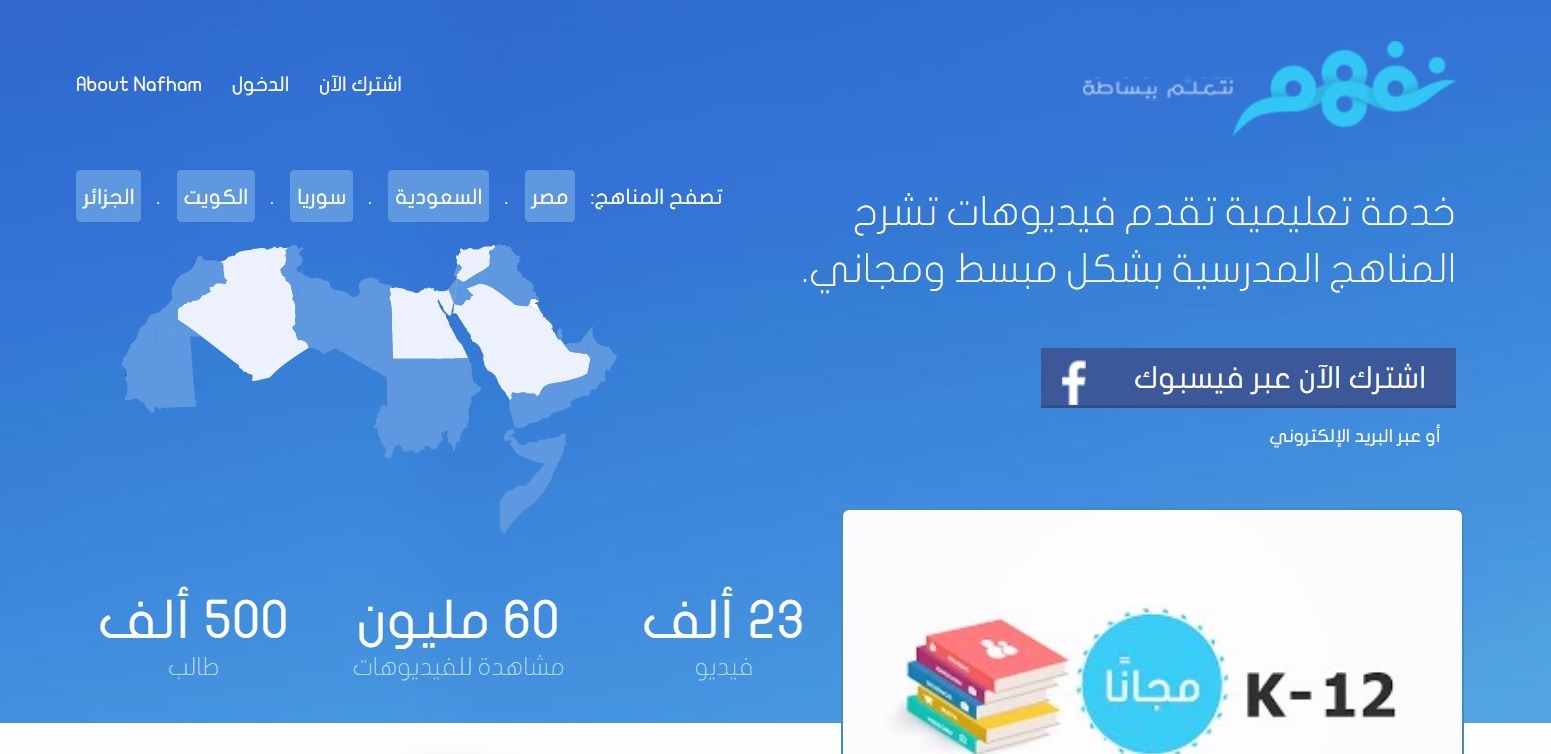 نفهم
نتعلم ببساطة
اشترك الآن
الدخول
About Nafham
خدمة تعليمية تقدم فيديوهات تشرح
المناهج المدرسية بشكل مبسط ومجاني.
اشترك الآن عبر فيسبوك
أو عبر البريد الإلكتروني
تصفح المناهج: مصر . السعودية . سوريا . الكويت . الجزائر
23 ألف
فيديو
60 مليون
مشاهدة للفيديوهات
500 ألف
طالب
K-12
مجانًا